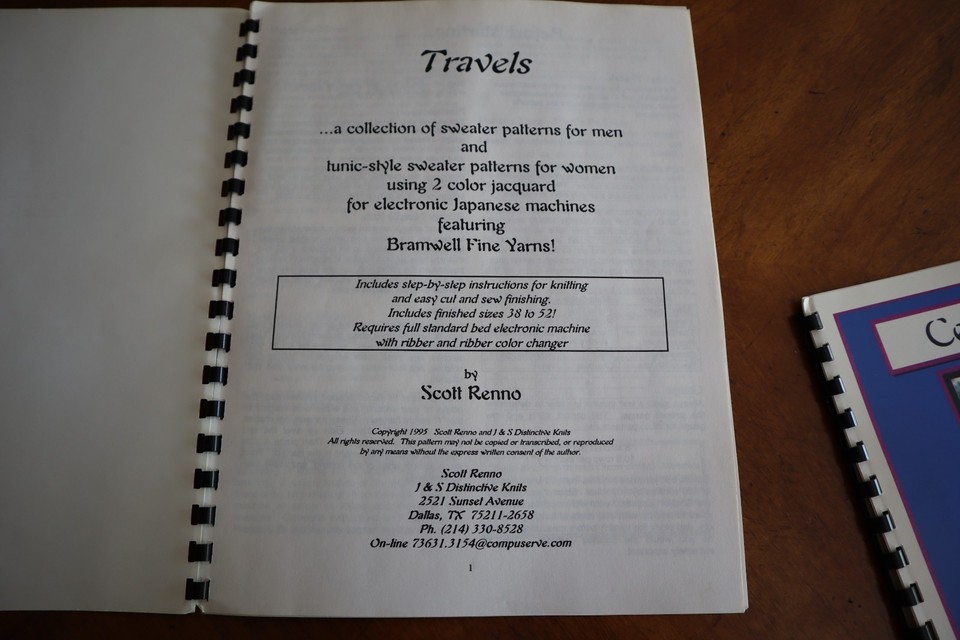 Travels
...a collection of sweater patterns for men
and
tunic-style sweater patterns for women
using 2 color jacquard
for electronic Japanese machines
featuring
Bramwell Fine Yarns!
Includes step-by-step instructions for knitting
and easy cut and sew finishing.
Includes finished sizes 38 to 52!
Requires full standard bed electronic machine
with ribber and ribber color changer
by
Scott Renno
Copyright 1995 Scott Renno and J & S Distinctive Knits
All rights reserved. This pattern may not be copied or transcribed, or reproduced
by any means without the express written consent of the author.
Scott Renno
J & S Distinctive Knits
2521 Sunset Avenue
Dallas, TX 75211-2658
Ph. (214) 330-8528
On-line 73631.3154@compuserve.com
1